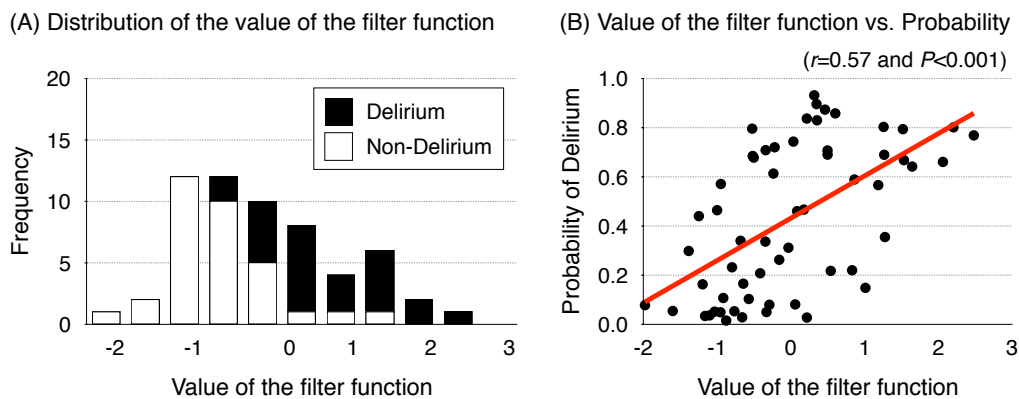 (A) Distribution of the value of the filter function
20
15
10
5
0
Frequency
Delirium
Non-Delirium
-2 -1 0 1 2 3
Value of the filter function
(B) Value of the filter function vs. Probability
(r=0.57 and P<0.001)
1.0
0.8
0.6
0.4
0.2
0.0
Probability of Delirium
-2 -1 0 1 2 3
Value of the filter function